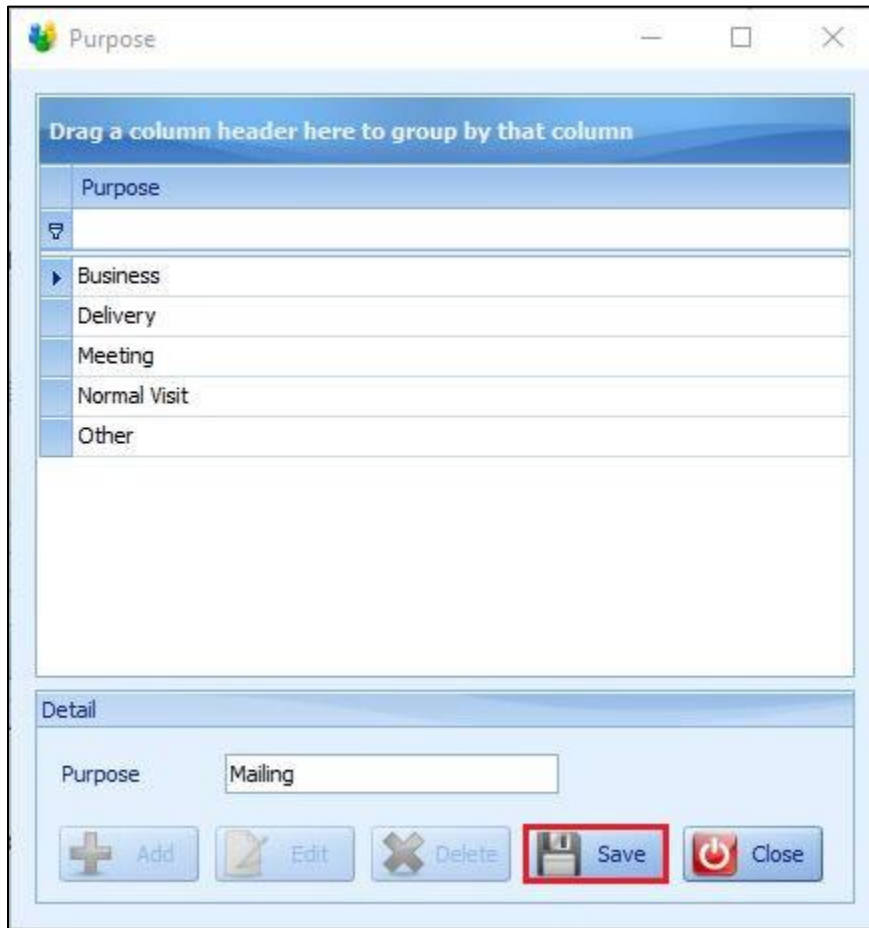 Purpose
Drag a column header here to group by that column
Purpose
Business
Delivery
Meeting
Normal Visit
Other
Detail
Purpose Mailing
Add Edit Delete Save Close